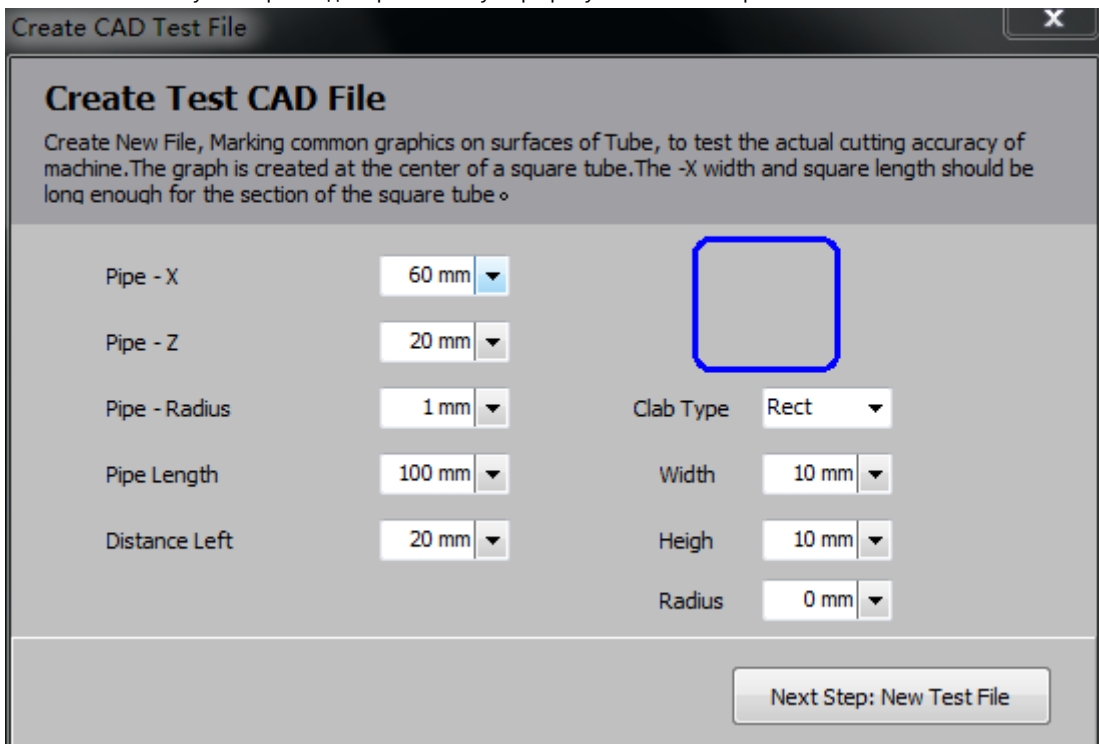 Create CAD Test File
x
Create Test CAD File
Create New File, Marking common graphics on surfaces of Tube, to test the actual cutting accuracy of
machine.The graph is created at the center of a square tube.The -X width and square length should be
long enough for the section of the square tube。
Pipe - X 60 mm
Pipe - Z 20 mm
Pipe - Radius 1 mm Clab Type Rect
Pipe Length 100 mm Width 10 mm
Distance Left 20 mm Heigh 10 mm
Radius 0 mm
Next Step: New Test File